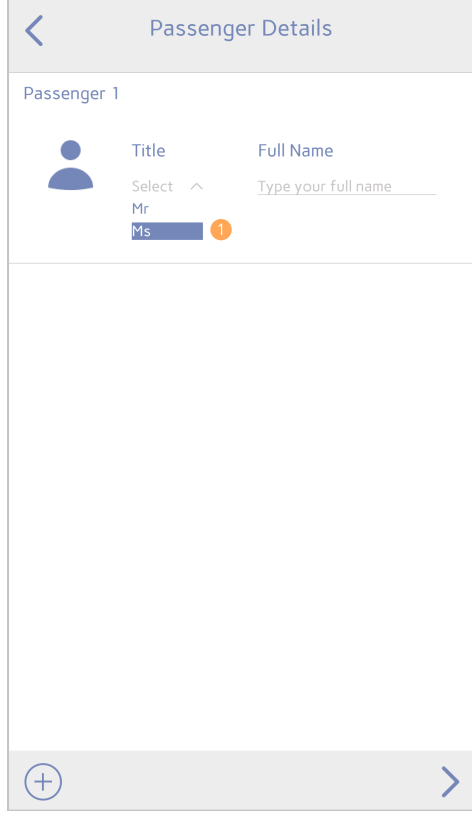 Passenger Details
Passenger 1
Title Full Name
Select Type your full name
Mr
Ms 1